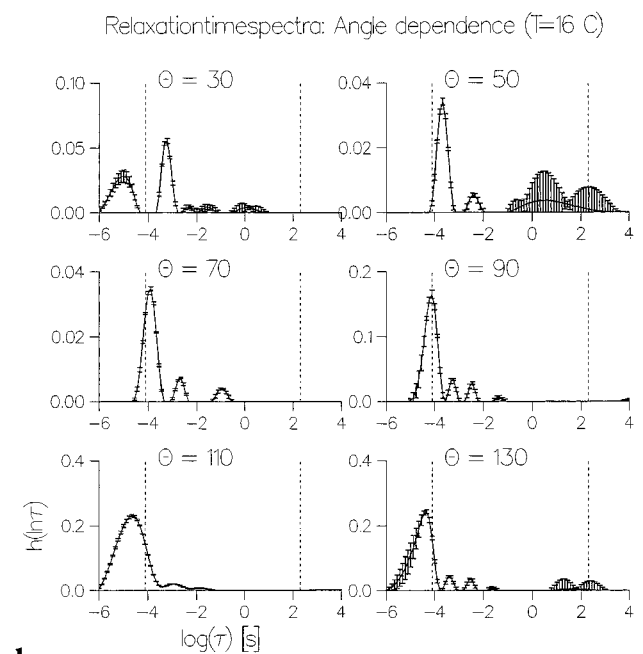 Relaxationtimespectra: Angle dependence (T=16 C)
Θ = 30
Θ = 50
0.10
0.05
0.00
0.04
0.02
0.00
−6 −4 −2 0 2 4
−6 −4 −2 0 2 4
Θ = 70
Θ = 90
0.04
0.02
0.00
0.2
0.1
0.0
−6 −4 −2 0 2 4
−6 −4 −2 0 2 4
Θ = 110
Θ = 130
0.4
0.2
0.0
0.4
0.2
0.0
h(lnτ)
−6 −4 −2 0 2 4
−6 −4 −2 0 2 4
log(τ) [s]